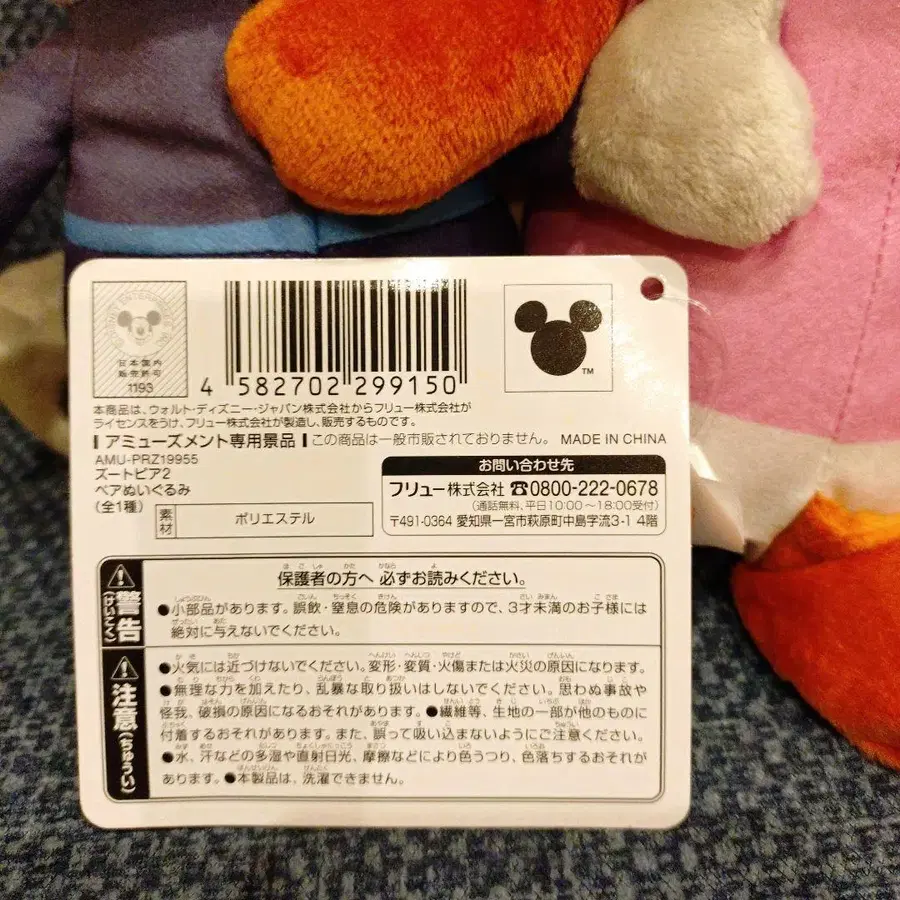 日本国内
販売許可
1193
4 582702 299150
TM
本商品は、ウォルト・ディズニー・ジャパン株式会社からフリュー株式会社が
ライセンスをうけ、フリュー株式会社が製造し、販売するものです。
アミューズメント専用景品 この商品は一般市販されておりません。 MADE IN CHINA
AMU-PRZ19955
ズートピア2
ペアぬいぐるみ
(全1種)
素材 ポリエステル
お問い合わせ先
フリュー株式会社 ☎0800-222-0678
(通話無料、平日10:00~18:00受付)
〒491-0364 愛知県一宮市萩原町中島字流3-1 4階
警告(けいこく)
保護者の方へ 必ずお読みください。
●小部品があります。誤飲・窒息の危険がありますので、3才未満のお子様には
絶対に与えないでください。
注意(ちゅうい)
●火気には近づけないでください。変形・変質・火傷または火災の原因になります。
●無理な力を加えたり、乱暴な取り扱いはしないでください。思わぬ事故や
怪我、破損の原因になるおそれがあります。●繊維等、生地の一部が他のものに
付着するおそれがあります。また、誤って吸い込まないようにご注意ください。
●水、汗などの多湿や直射日光、摩擦などにより色うつり、色落ちするおそれが
あります。●本製品は、洗濯できません。